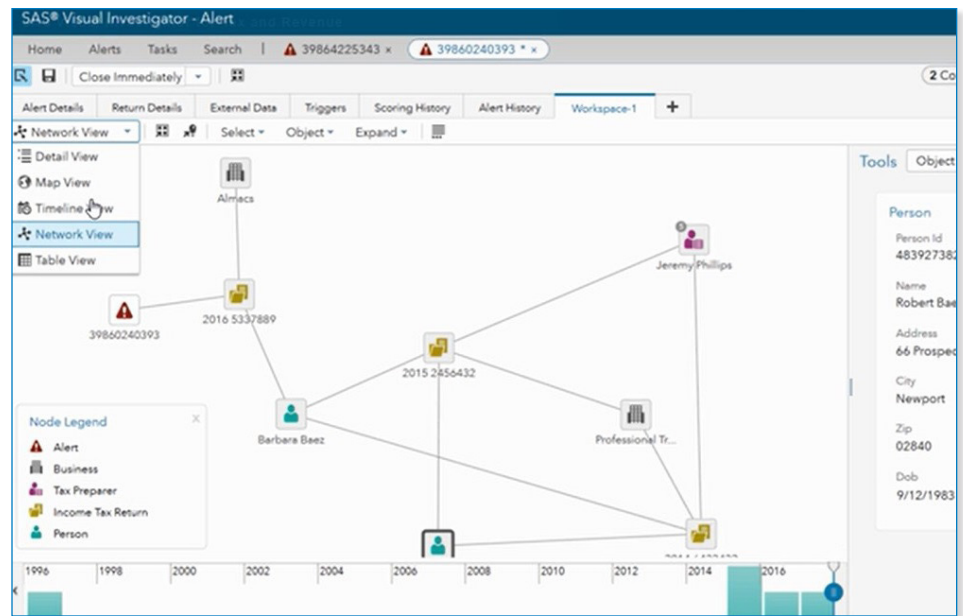 SAS® Visual Investigator - Alert
Home Alerts Tasks Search | 39864225343 × 39860240393 * ×
Close Immediately 2 Co
Alert Details Return Details External Data Triggers Scoring History Alert History Workspace-1 +
Network View Select Object Expand
Detail View
Map View
Timeline View
Network View
Table View
Almacs
5
Jeremy Phillips
39860240393
2016 5337889
2015 2456432
Barbara Baez
Professional Tr...
Node Legend x
Alert
Business
Tax Preparer
Income Tax Return
Person
Tools Object
Person
Person Id
483927382
Name
Robert Bae
Address
66 Prospec
City
Newport
Zip
02840
Dob
9/12/1983
1996 1998 2000 2002 2004 2006 2008 2010 2012 2014 2016